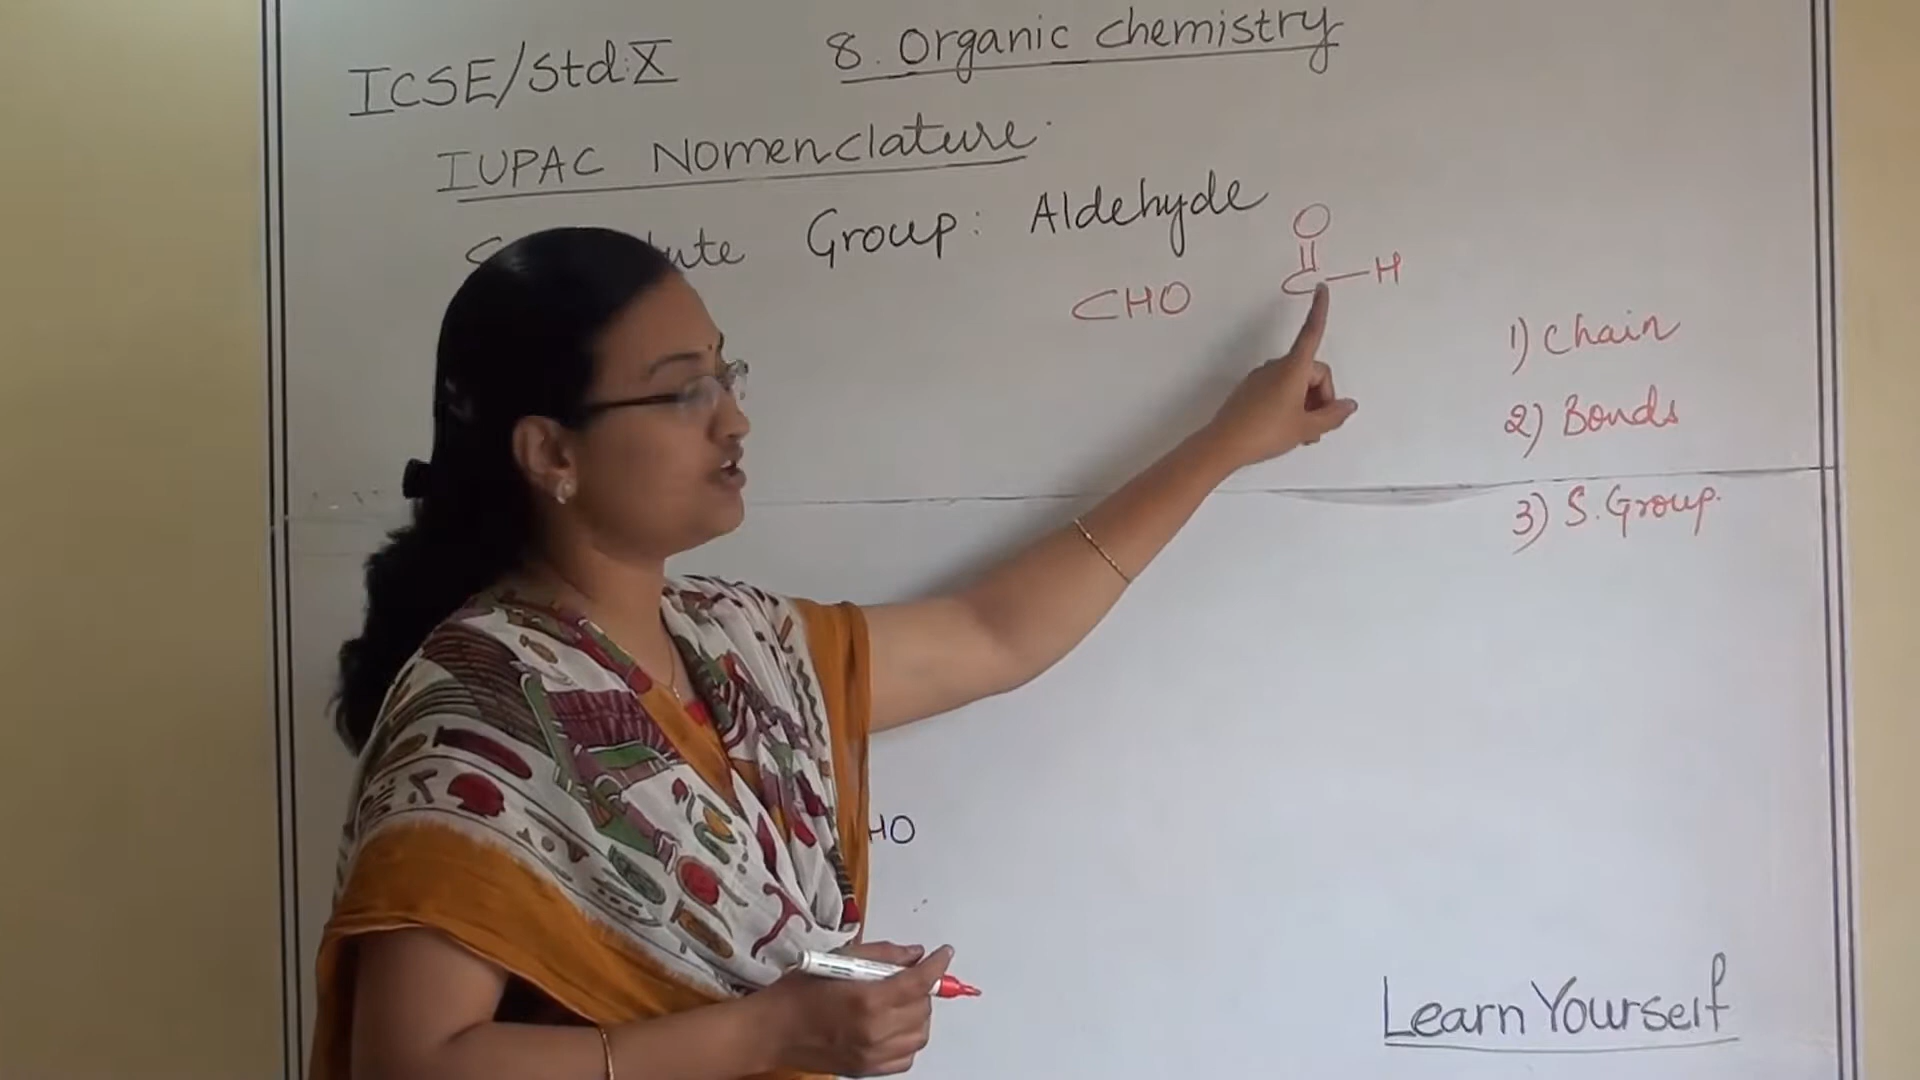 ICSE/Std:X 8. Organic chemistry
IUPAC Nomenclature
Group: Aldehyde
O
CHO C-H
1) Chain
2) Bonds
3) S. Group.
HO
Learn Yourself